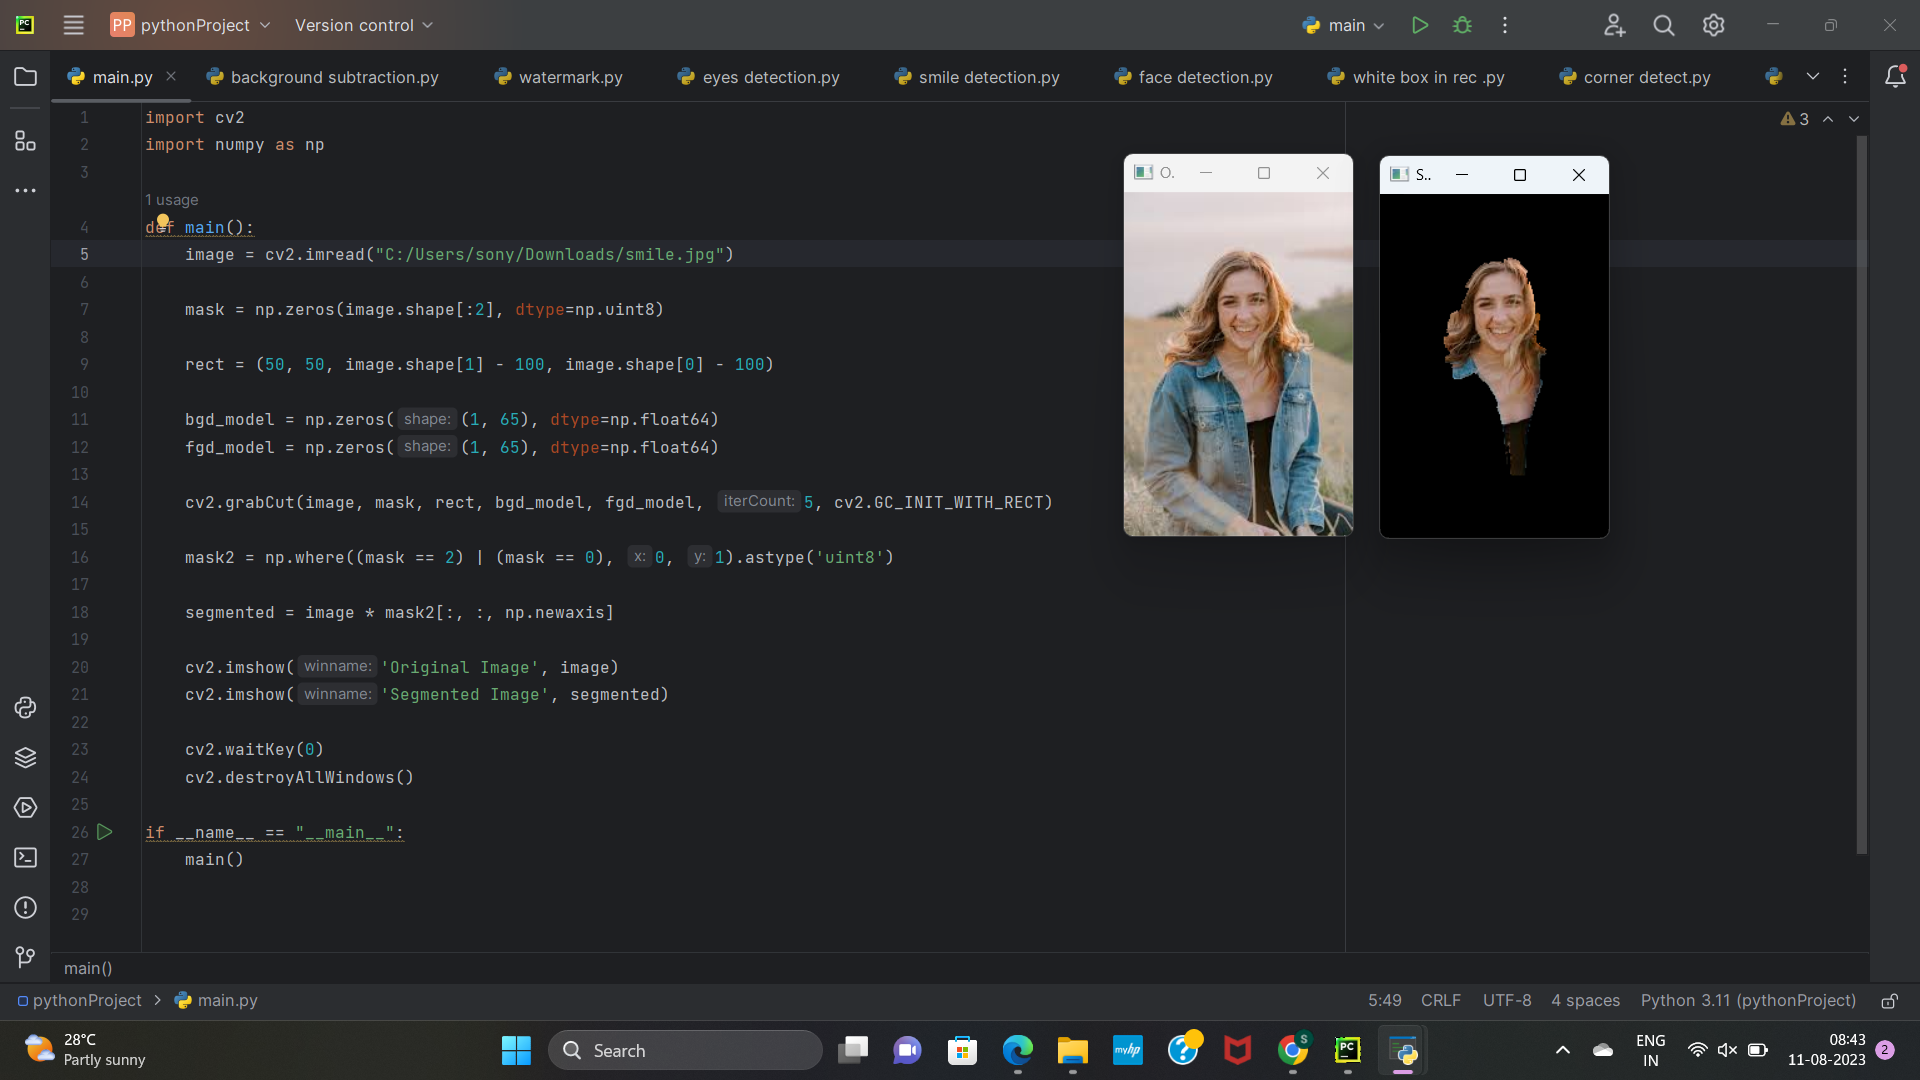 PC
PP pythonProject Version control main
main.py background subtraction.py watermark.py eyes detection.py smile detection.py face detection.py white box in rec .py corner detect.py
1 import cv2
2 import numpy as np
3
1 usage
4 def main():
5 image = cv2.imread("C:/Users/sony/Downloads/smile.jpg")
6
7 mask = np.zeros(image.shape[:2], dtype=np.uint8)
8
9 rect = (50, 50, image.shape[1] - 100, image.shape[0] - 100)
10
11 bgd_model = np.zeros( shape: (1, 65), dtype=np.float64)
12 fgd_model = np.zeros( shape: (1, 65), dtype=np.float64)
13
14 cv2.grabCut(image, mask, rect, bgd_model, fgd_model, iterCount: 5, cv2.GC_INIT_WITH_RECT)
15
16 mask2 = np.where((mask == 2) | (mask == 0), x: 0, y: 1).astype('uint8')
17
18 segmented = image * mask2[:, :, np.newaxis]
19
20 cv2.imshow( winname: 'Original Image', image)
21 cv2.imshow( winname: 'Segmented Image', segmented)
22
23 cv2.waitKey(0)
24 cv2.destroyAllWindows()
25
26 if __name__ == "__main__":
27 main()
28
29
3
O.
S..
main()
pythonProject > main.py 5:49 CRLF UTF-8 4 spaces Python 3.11 (pythonProject)
28°C
Partly sunny
Search
myhp
?
S
PC
ENG
IN
08:43
11-08-2023
2